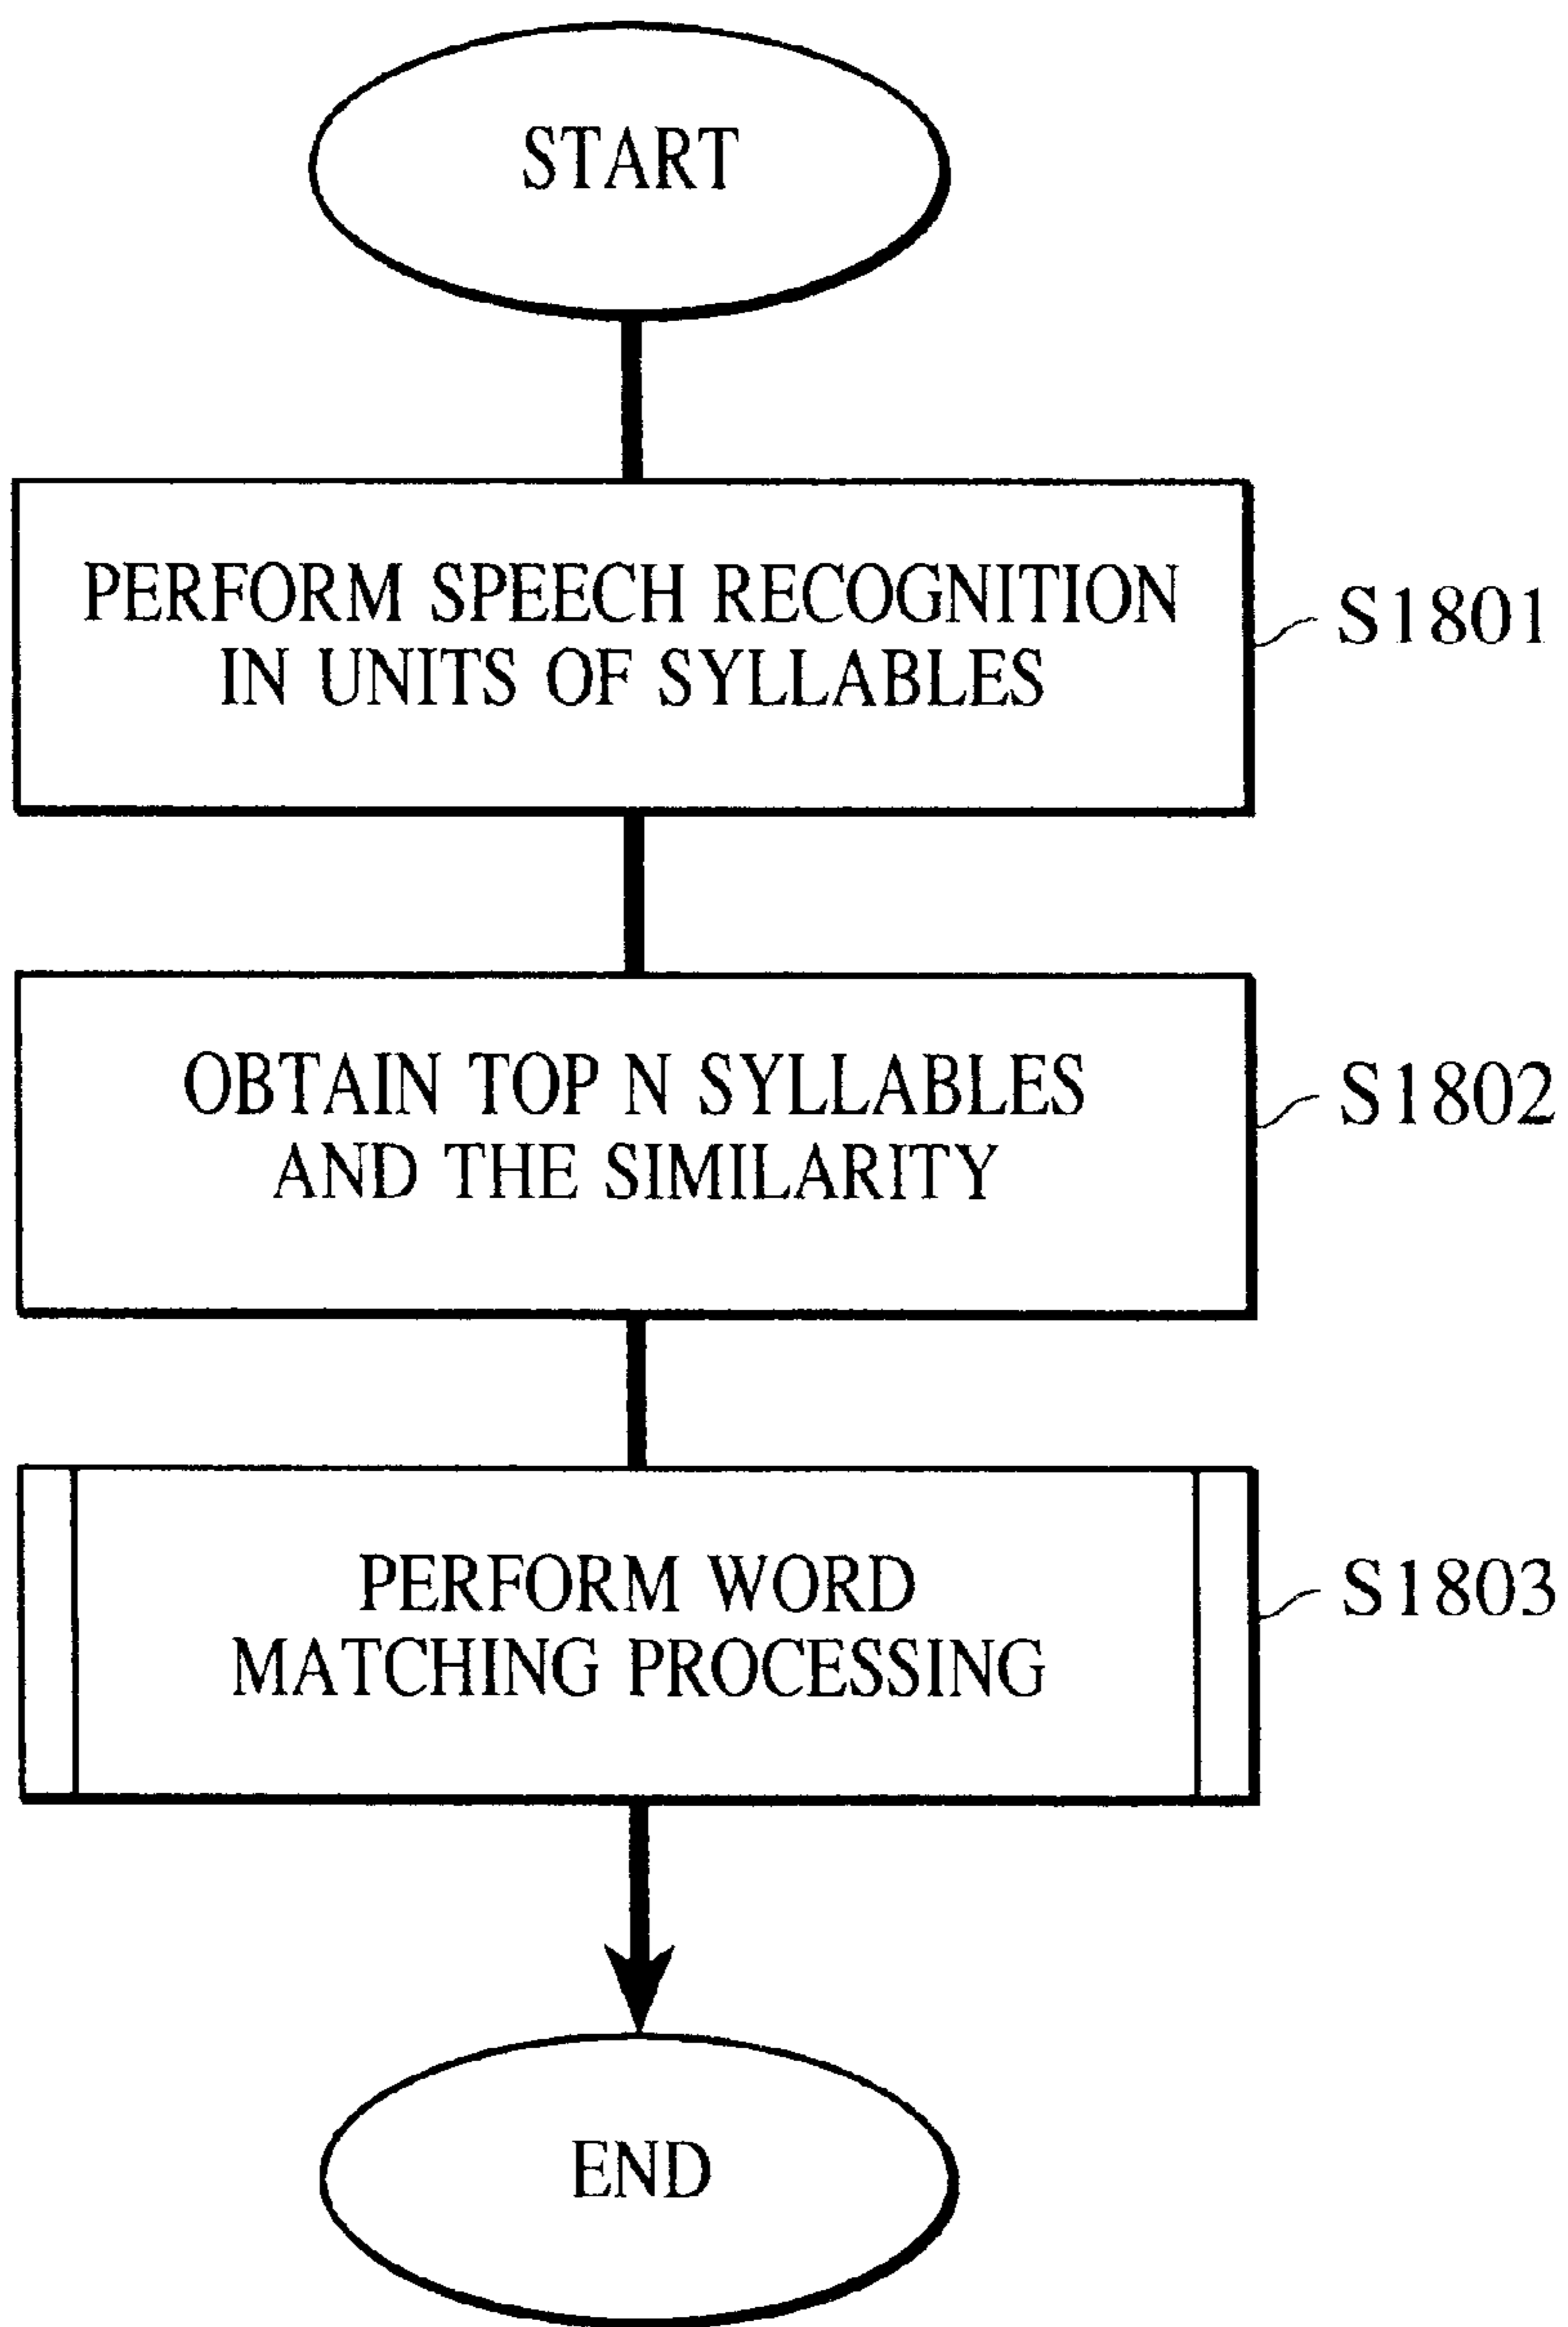 START
PERFORM SPEECH RECOGNITION
IN UNITS OF SYLLABLES
S1801
OBTAIN TOP N SYLLABLES
AND THE SIMILARITY
S1802
PERFORM WORD
MATCHING PROCESSING
S1803
END